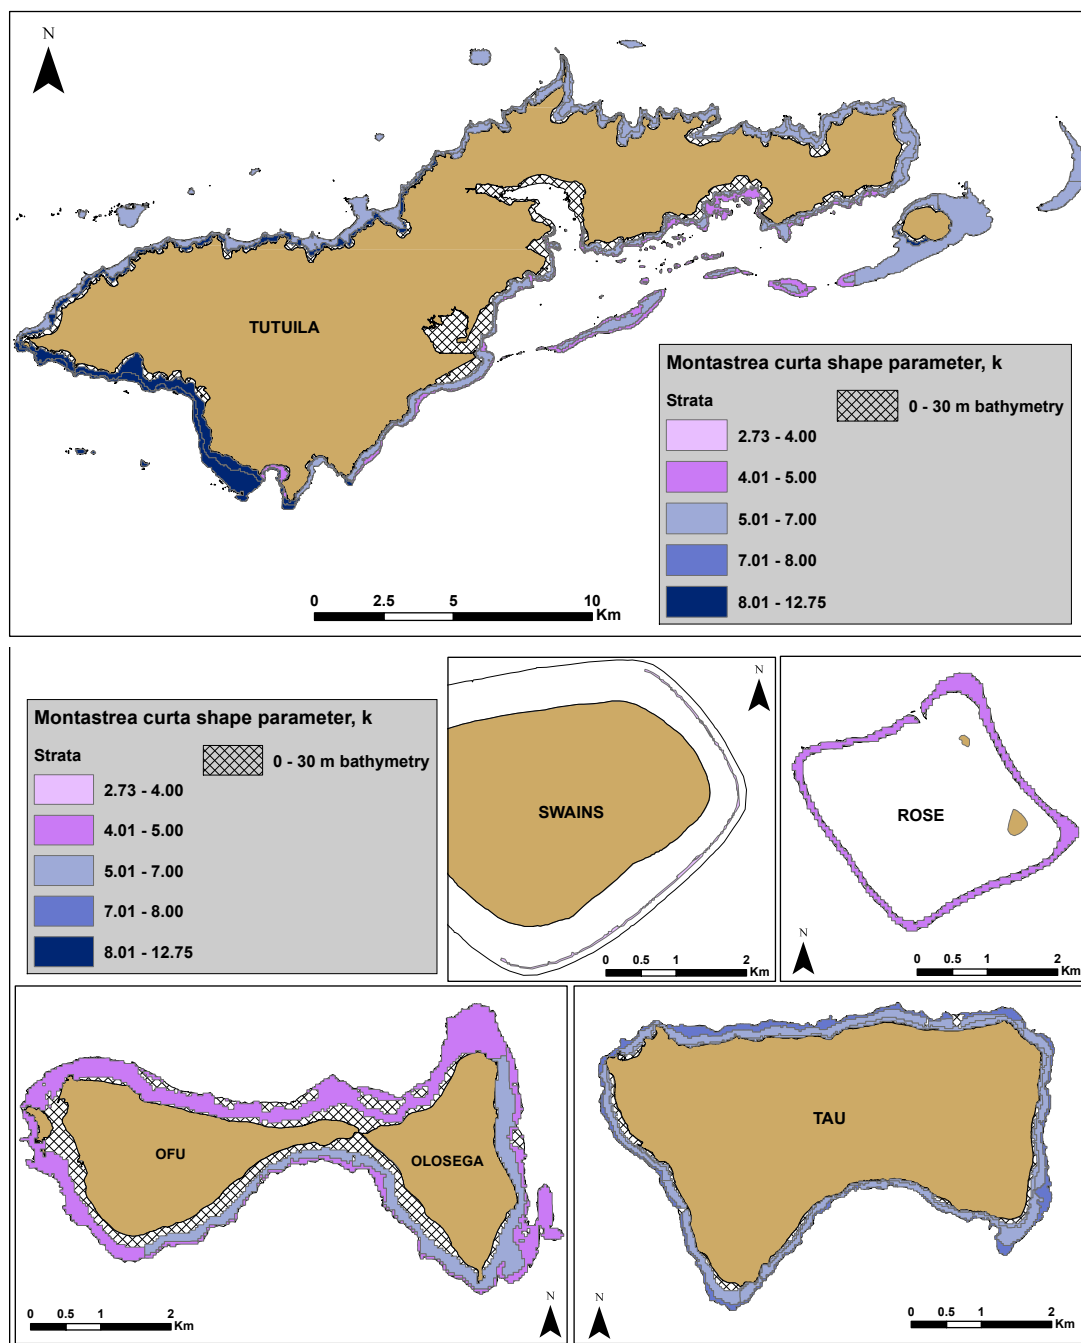 N
TUTUILA
Montastrea curta shape parameter, k
Strata
0 - 30 m bathymetry
2.73 - 4.00
4.01 - 5.00
5.01 - 7.00
7.01 - 8.00
8.01 - 12.75
0 2.5 5 10
Km
Montastrea curta shape parameter, k
Strata
0 - 30 m bathymetry
2.73 - 4.00
4.01 - 5.00
5.01 - 7.00
7.01 - 8.00
8.01 - 12.75
N
SWAINS
0 0.5 1 2
Km
ROSE
N
0 0.5 1 2
Km
OFU
OLOSEGA
0 0.5 1 2
Km
N
TAU
N
0 0.5 1 2
Km